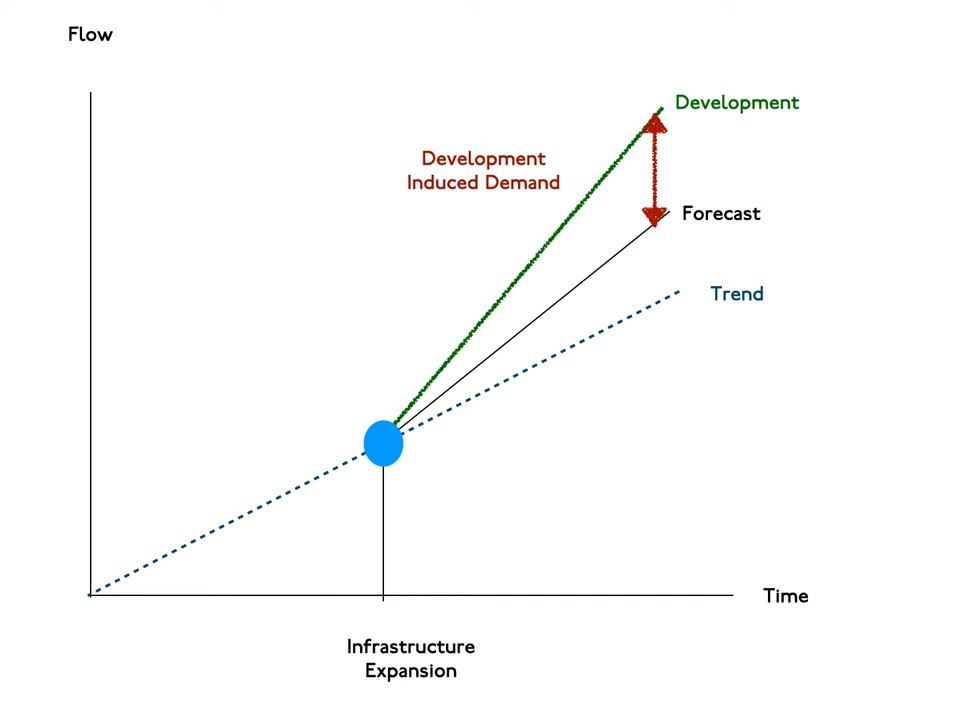 Flow
Development
Development
Induced Demand
Forecast
Trend
Time
Infrastructure
Expansion